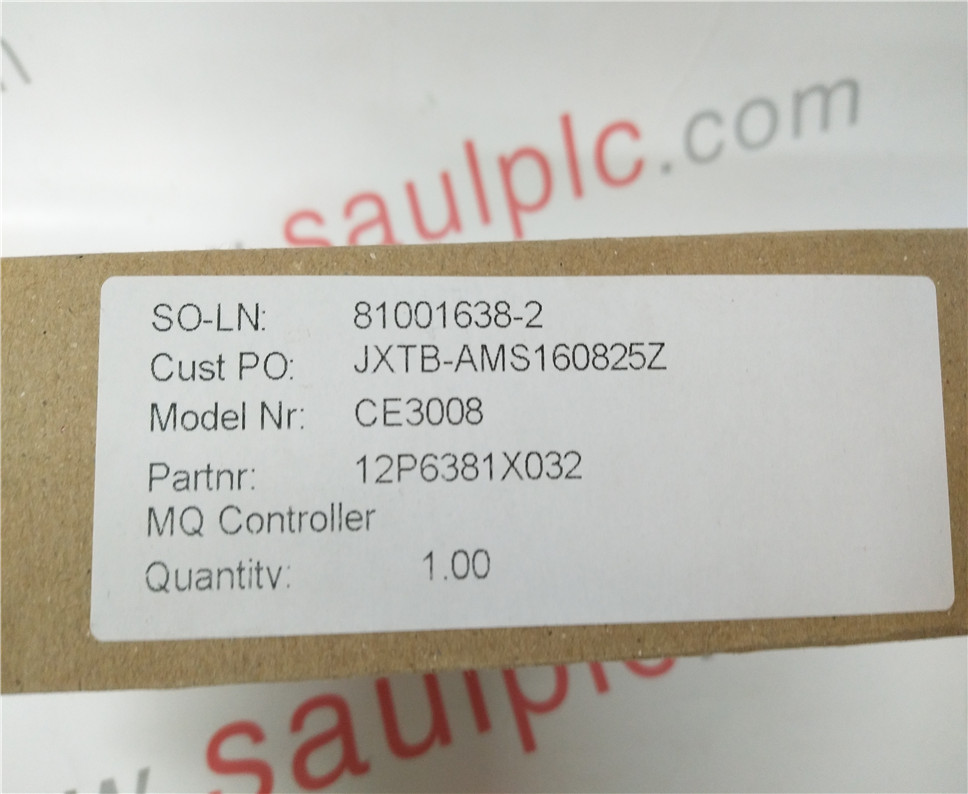 saulplc.com
SO-LN: 81001638-2
Cust PO: JXTB-AMS160825Z
Model Nr: CE3008
Partnr: 12P6381X032
MQ Controller
Quantity: 1.00
saulplc